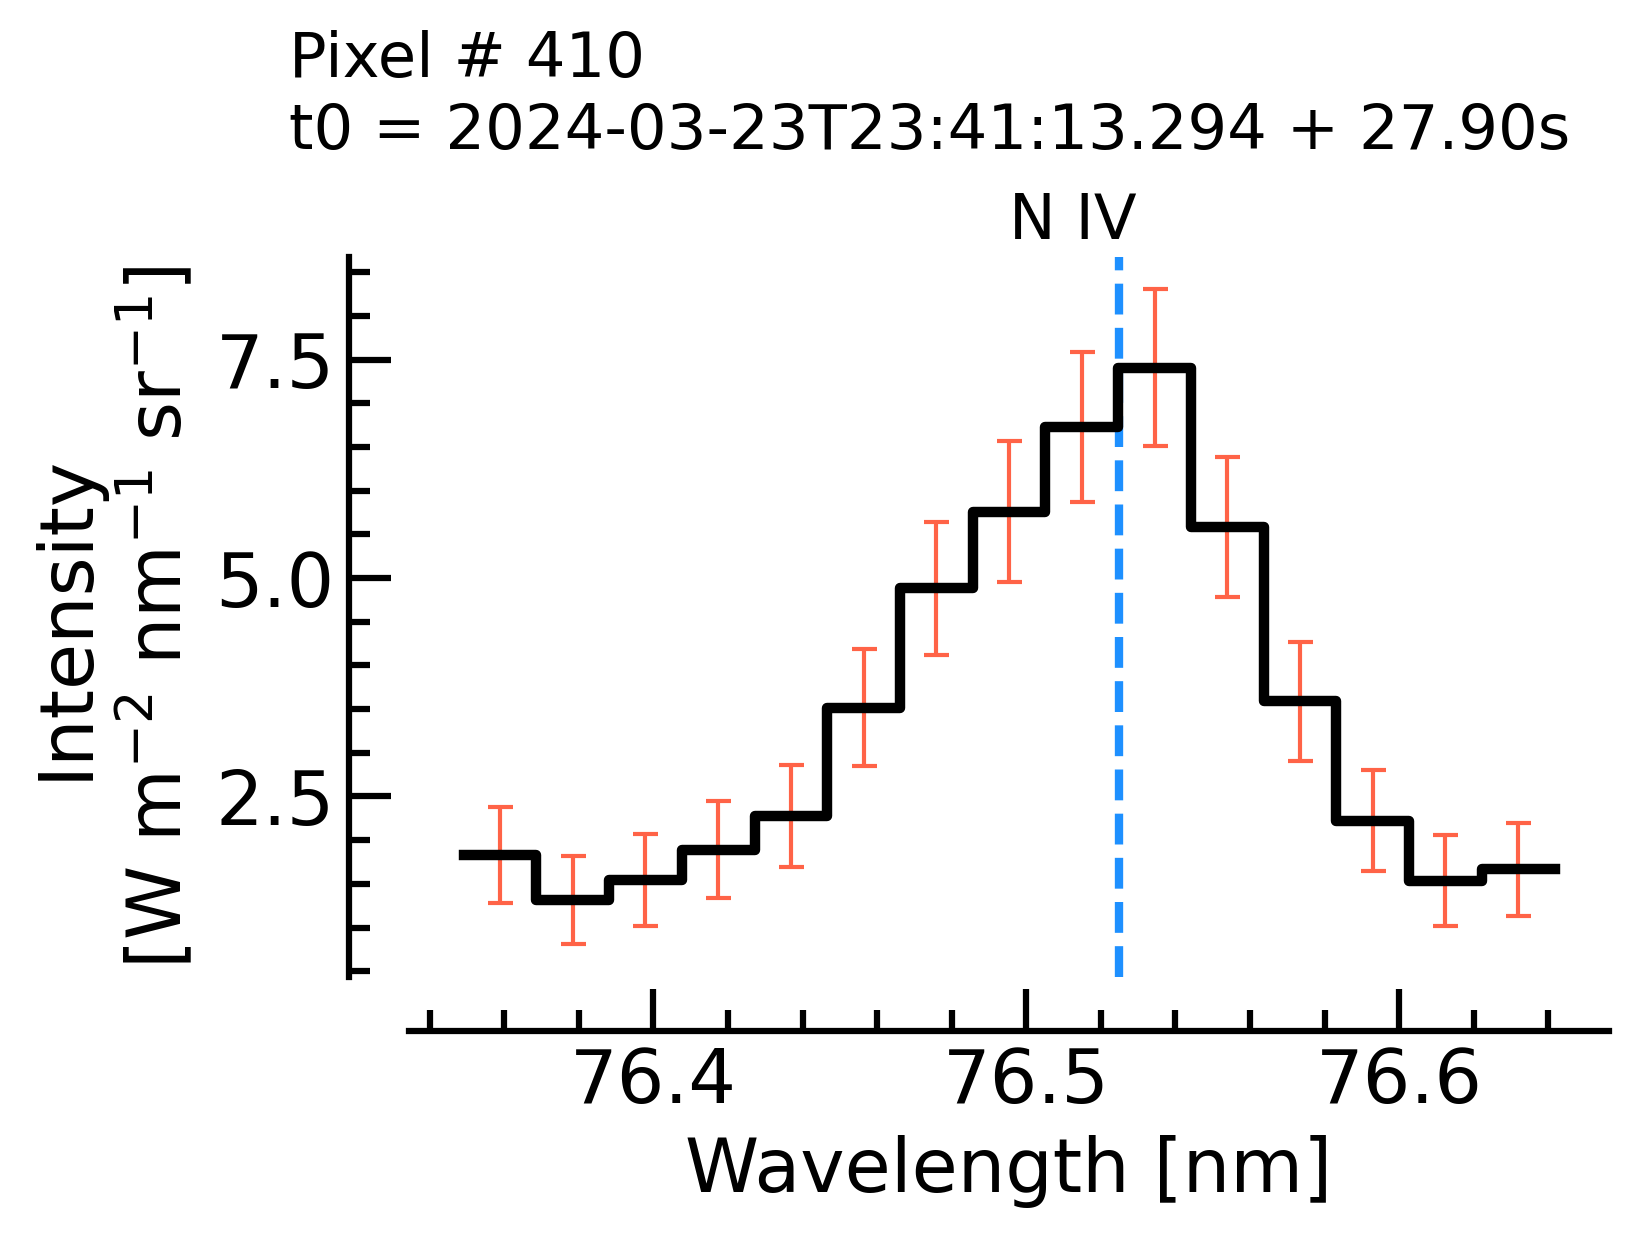 Pixel # 410
t0 = 2024-03-23T23:41:13.294 + 27.90s
N IV
Intensity
[W m⁻² nm⁻¹ sr⁻¹]
7.5
5.0
2.5
76.4 76.5 76.6
Wavelength [nm]